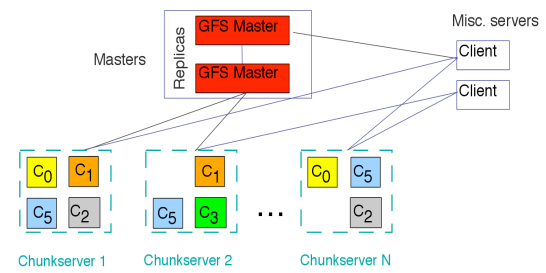 Misc. servers
Masters
Replicas
GFS Master
GFS Master
Client
Client
C0 C1
C5 C2
C1
C5 C3
...
C0 C5
C2
Chunkserver 1
Chunkserver 2
Chunkserver N